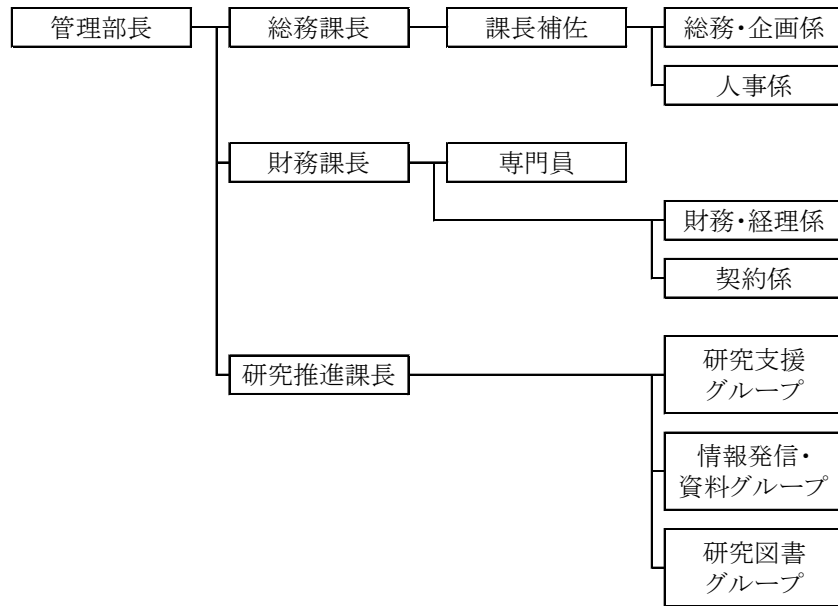 管理部長
総務課長
課長補佐
総務・企画係
人事係
財務課長
専門員
財務・経理係
契約係
研究推進課長
研究支援
グループ
情報発信・
資料グループ
研究図書
グループ